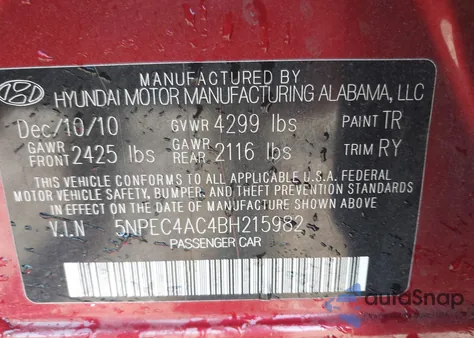 MANUFACTURED BY
HYUNDAI MOTOR MANUFACTURING ALABAMA, LLC
Dec/10/10 GVWR 4299 lbs PAINT TR
GAWR FRONT 2425 lbs GAWR REAR 2116 lbs TRIM RY
THIS VEHICLE CONFORMS TO ALL APPLICABLE U.S.A. FEDERAL
MOTOR VEHICLE SAFETY, BUMPER, AND THEFT PREVENTION STANDARDS
IN EFFECT ON THE DATE OF MANUFACTURE SHOWN ABOVE.
V.I.N 5NPEC4AC4BH215982
PASSENGER CAR
autoSnap